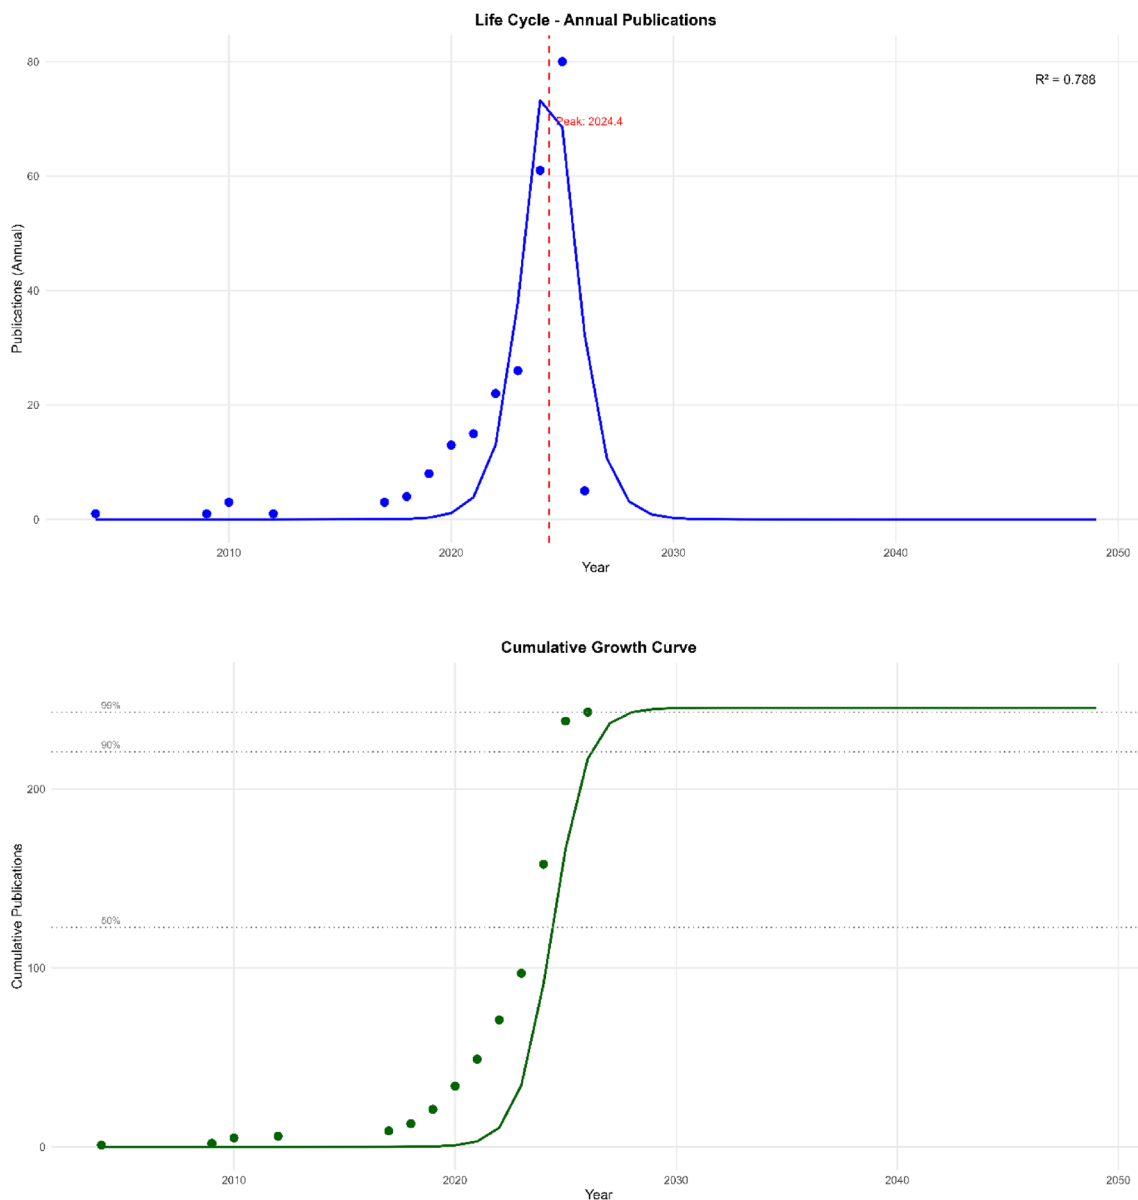 Life Cycle - Annual Publications
80
R² = 0.788
Peak: 2024.4
60
Publications (Annual)
40
20
0
2010
2020
2030
2040
2050
Year
Cumulative Growth Curve
99%
90%
200
Cumulative Publications
50%
100
0
2010
2020
2030
2040
2050
Year